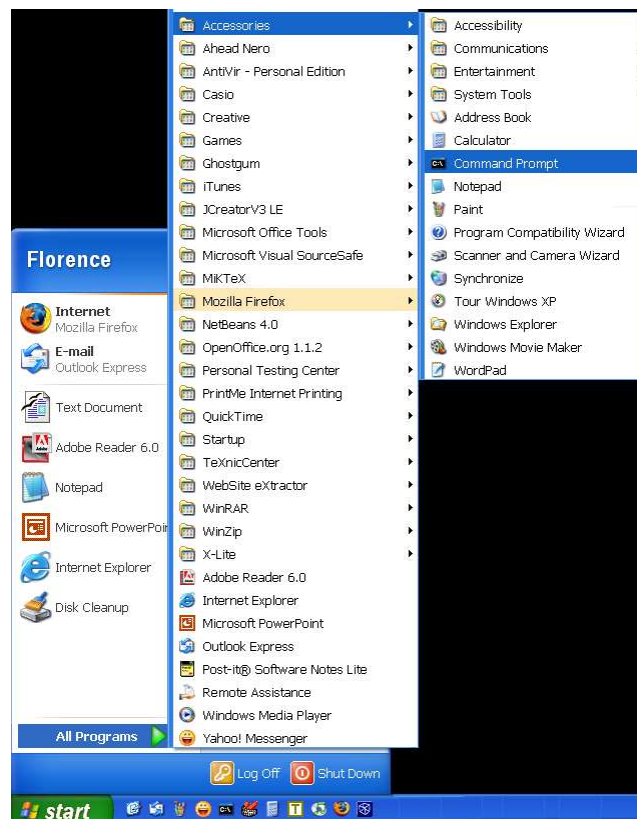 Florence
Internet
Mozilla Firefox
E-mail
Outlook Express
Text Document
Adobe Reader 6.0
Notepad
Microsoft PowerPoin
Internet Explorer
Disk Cleanup
All Programs
Accessories
Ahead Nero
AntiVir - Personal Edition
Casio
Creative
Games
Ghostgum
iTunes
JCreatorV3 LE
Microsoft Office Tools
Microsoft Visual SourceSafe
MiKTeX
Mozilla Firefox
NetBeans 4.0
OpenOffice.org 1.1.2
Personal Testing Center
PrintMe Internet Printing
QuickTime
Startup
TeXnicCenter
WebSite eXtractor
WinRAR
WinZip
X-Lite
Adobe Reader 6.0
Internet Explorer
Microsoft PowerPoint
Outlook Express
Post-it® Software Notes Lite
Remote Assistance
Windows Media Player
Yahoo! Messenger
Accessibility
Communications
Entertainment
System Tools
Address Book
Calculator
Command Prompt
Notepad
Paint
Program Compatibility Wizard
Scanner and Camera Wizard
Synchronize
Tour Windows XP
Windows Explorer
Windows Movie Maker
WordPad
Log Off
Shut Down
start